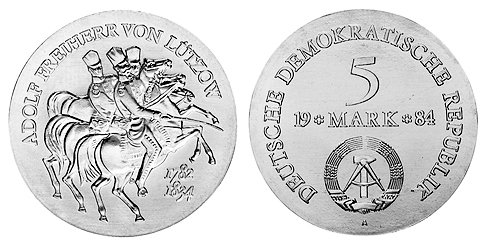 ADOLF FREIHERR VON LÜTZOW
1782
1834
DEUTSCHE DEMOKRATISCHE REPUBLIK
5
19 * MARK * 84
A